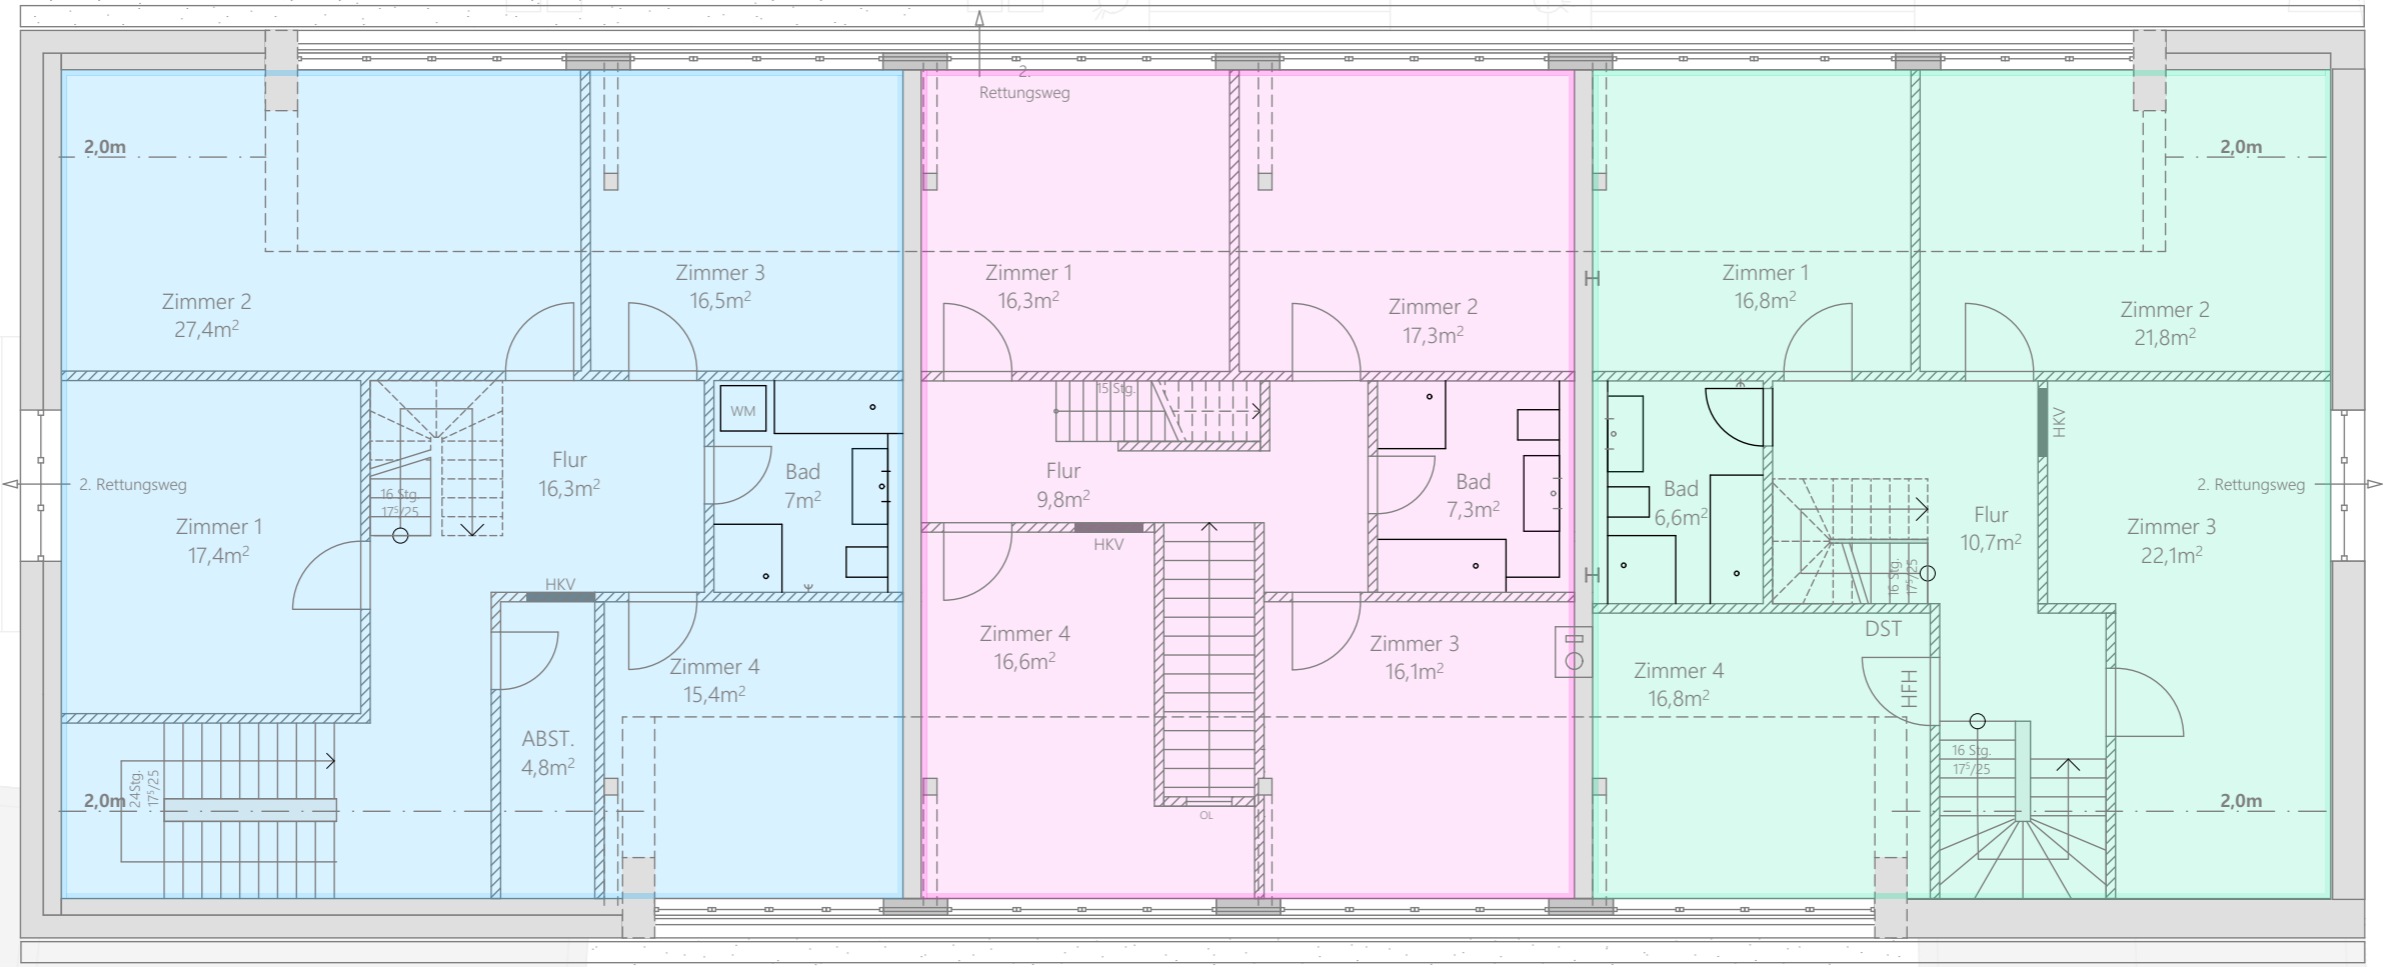 2,0m
Zimmer 2
27,4m²
Zimmer 3
16,5m²
Zimmer 1
17,4m²
2. Rettungsweg
16 Stg.
17⁵/25
Flur
16,3m²
WM
Bad
7m²
HKV
ABST.
4,8m²
Zimmer 4
15,4m²
24Stg.
17⁵/25
2,0m
2.
Rettungsweg
Zimmer 1
16,3m²
Zimmer 2
17,3m²
15 Stg.
Flur
9,8m²
HKV
Bad
7,3m²
Zimmer 4
16,6m²
Zimmer 3
16,1m²
OL
2,0m
Zimmer 1
16,8m²
Zimmer 2
21,8m²
HKV
Bad
6,6m²
16 Stg.
17⁵/25
Flur
10,7m²
2. Rettungsweg
Zimmer 3
22,1m²
DST
HFH
Zimmer 4
16,8m²
16 Stg.
17⁵/25
2,0m